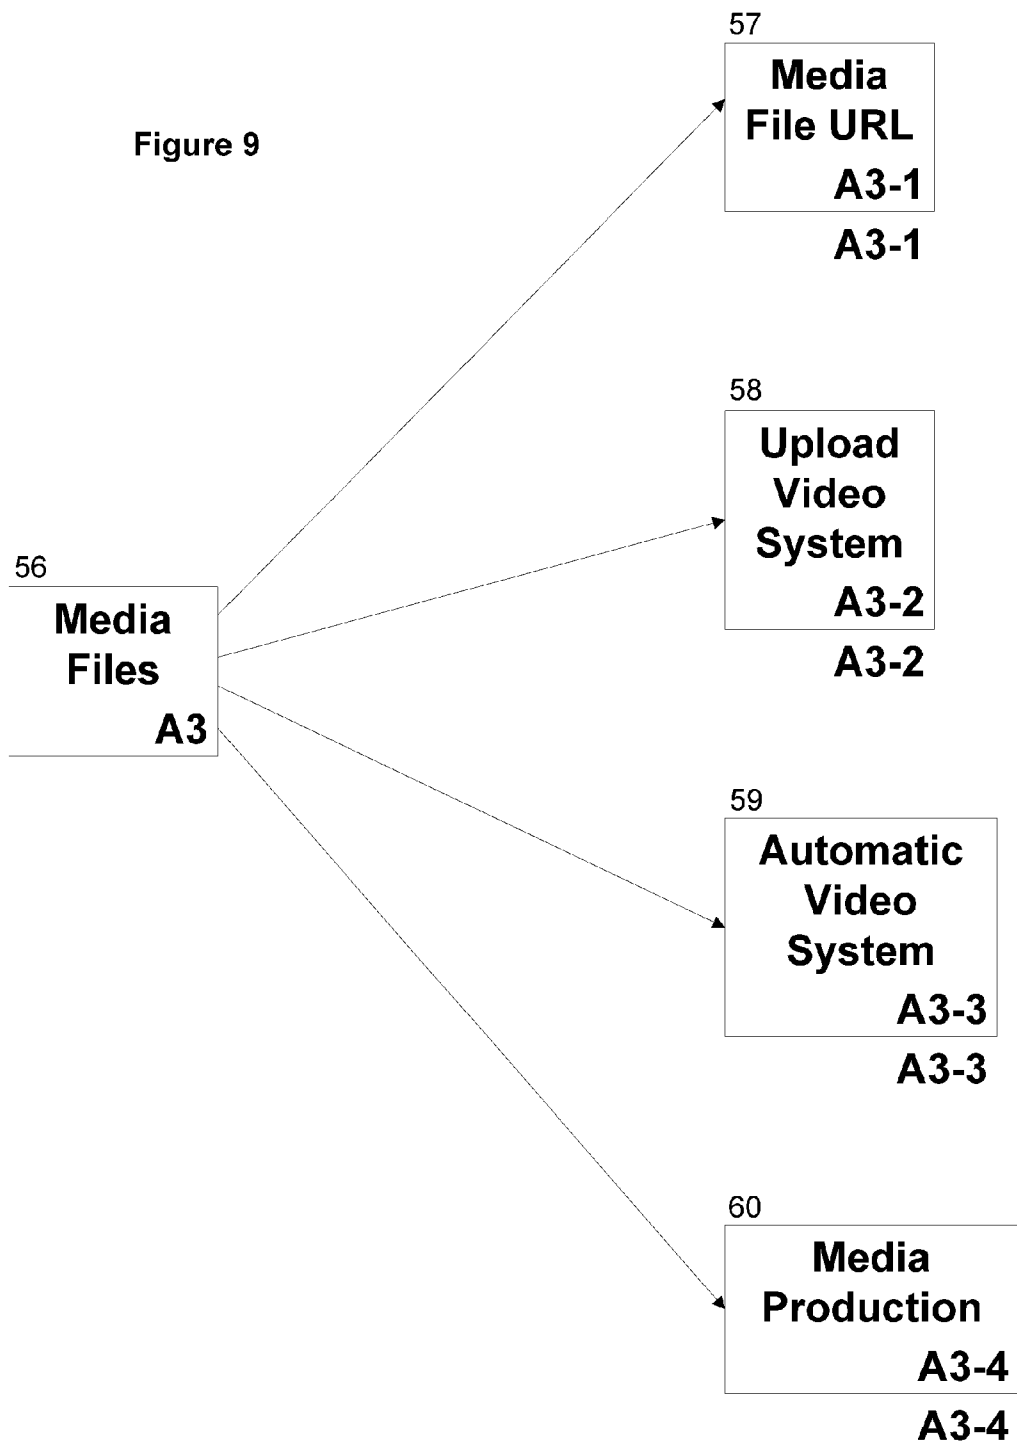 Figure 9
57
Media
File URL
A3-1
A3-1
58
Upload
Video
System
A3-2
A3-2
56
Media
Files
A3
59
Automatic
Video
System
A3-3
A3-3
60
Media
Production
A3-4
A3-4